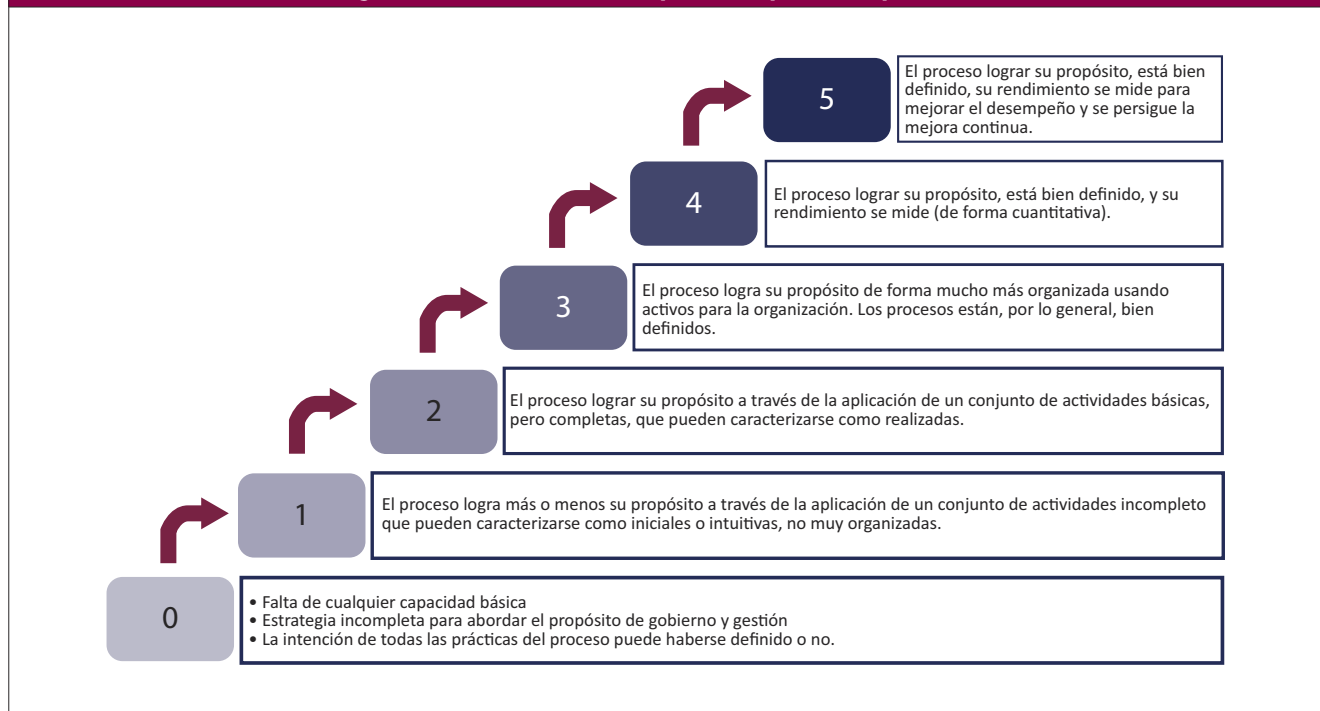 5
El proceso lograr su propósito, está bien
definido, su rendimiento se mide para
mejorar el desempeño y se persigue la
mejora continua.
4
El proceso lograr su propósito, está bien definido, y su
rendimiento se mide (de forma cuantitativa).
3
El proceso logra su propósito de forma mucho más organizada usando
activos para la organización. Los procesos están, por lo general, bien
definidos.
2
El proceso lograr su propósito a través de la aplicación de un conjunto de actividades básicas,
pero completas, que pueden caracterizarse como realizadas.
1
El proceso logra más o menos su propósito a través de la aplicación de un conjunto de actividades incompleto
que pueden caracterizarse como iniciales o intuitivas, no muy organizadas.
0
• Falta de cualquier capacidad básica
• Estrategia incompleta para abordar el propósito de gobierno y gestión
• La intención de todas las prácticas del proceso puede haberse definido o no.